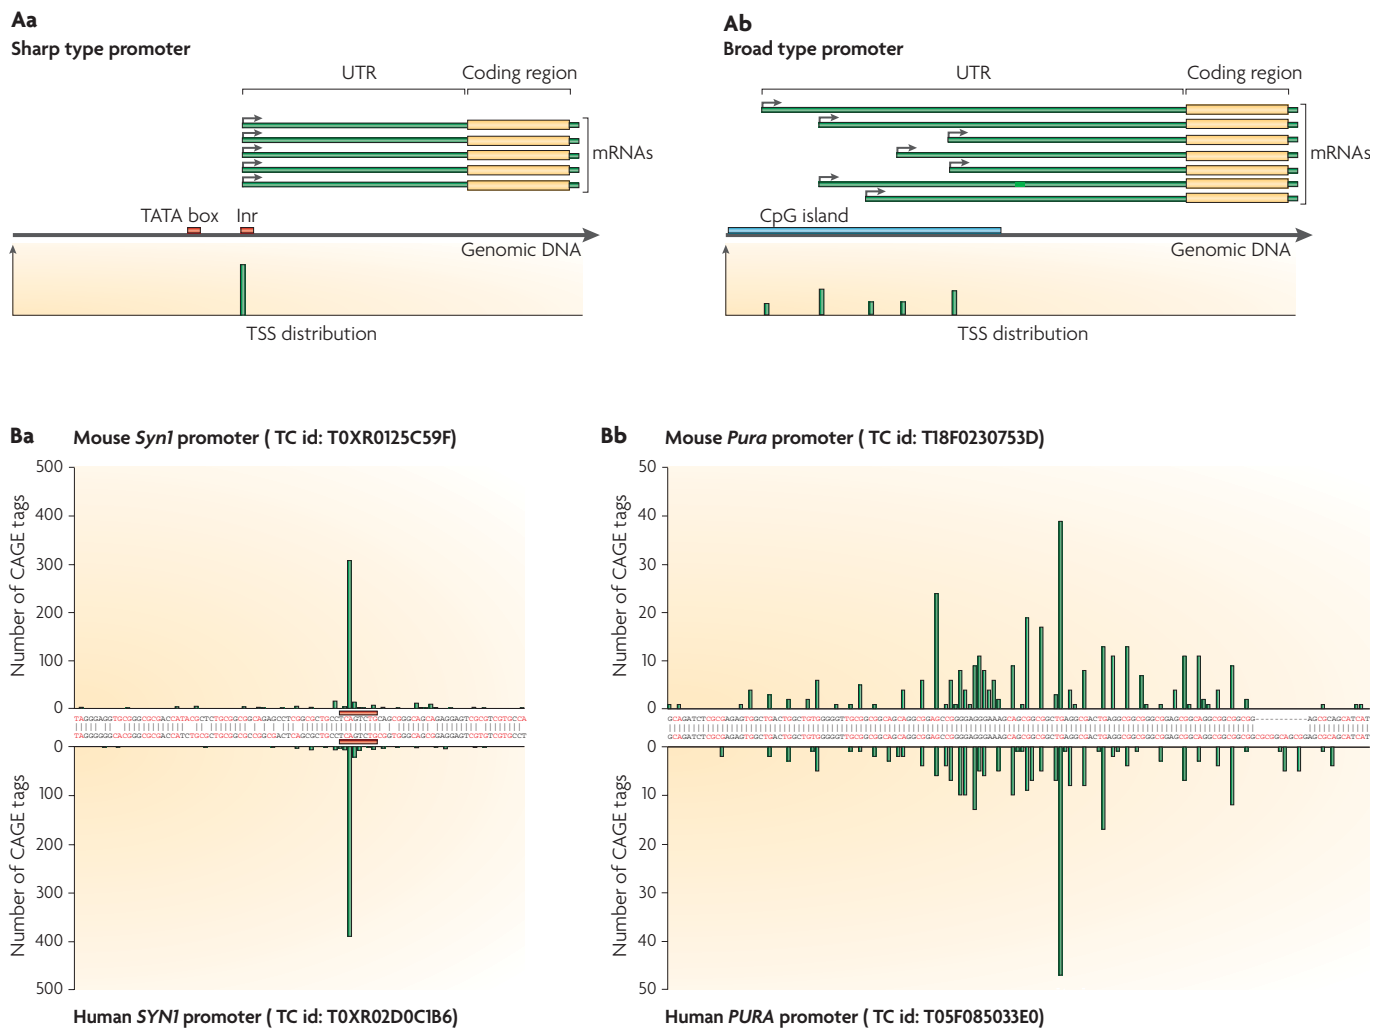 Aa
Sharp type promoter
UTR
Coding region
mRNAs
TATA box
Inr
Genomic DNA
TSS distribution
Ab
Broad type promoter
UTR
Coding region
mRNAs
CpG island
Genomic DNA
TSS distribution
Ba
Mouse Syn1 promoter ( TC id: T0XR0125C59F)
Number of CAGE tags
500
400
300
200
100
0
0
100
200
300
400
500
Number of CAGE tags
Human SYN1 promoter ( TC id: T0XR02D0C1B6)
Bb
Mouse Pura promoter ( TC id: T18F0230753D)
Number of CAGE tags
50
40
30
20
10
0
0
10
20
30
40
50
Number of CAGE tags
Human PURA promoter ( TC id: T05F085033E0)